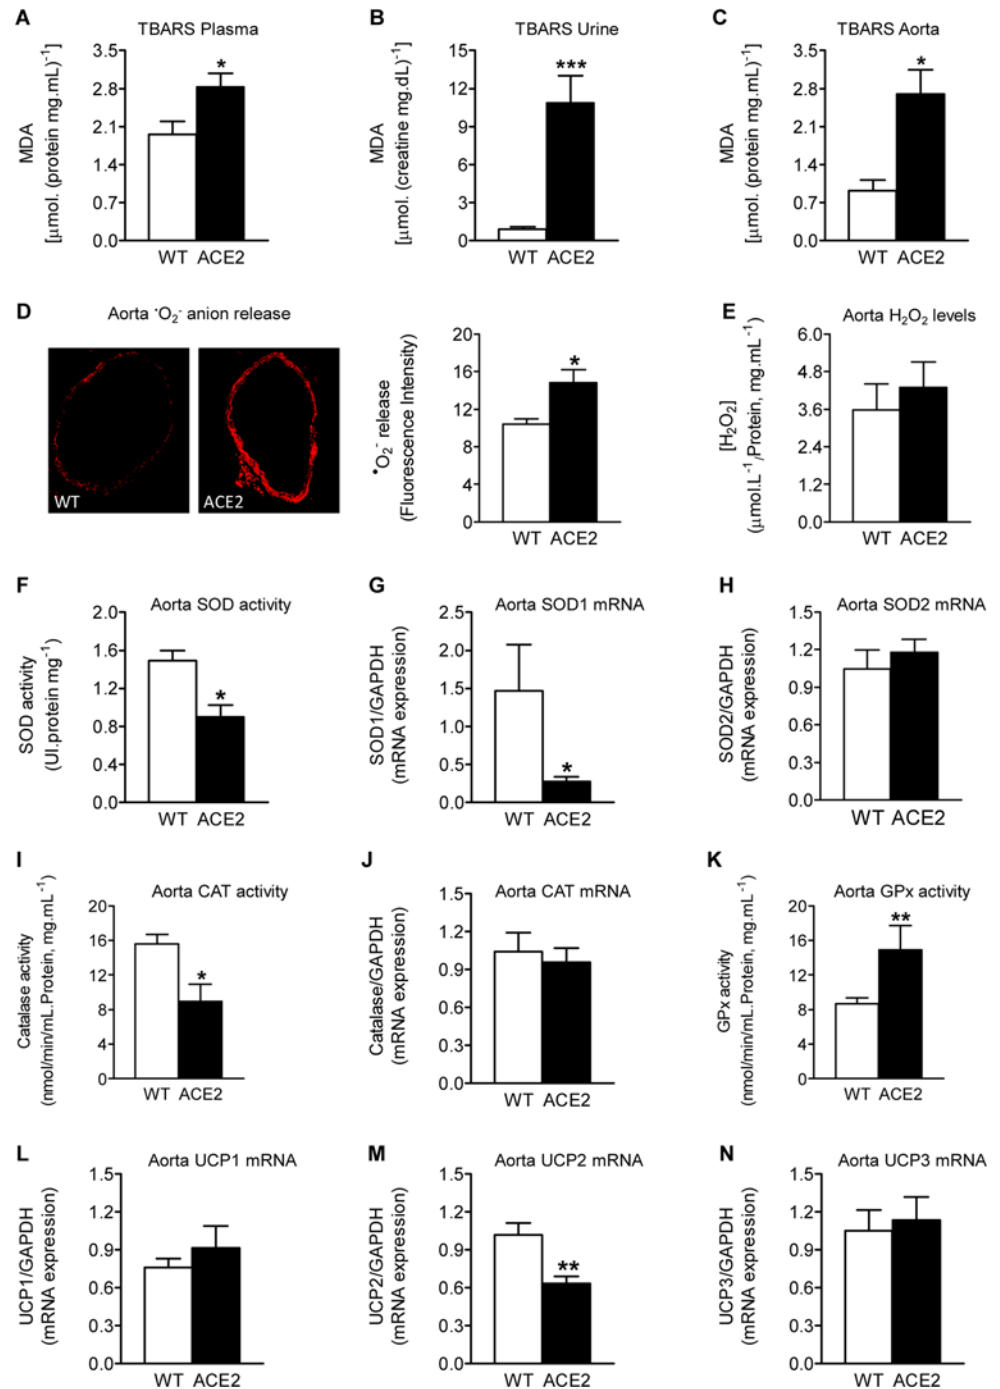 A
TBARS Plasma
MDA
[µmol. (protein mg.mL)⁻¹]
3.5
2.8
2.1
1.4
0.7
0.0
*
WT ACE2
B
TBARS Urine
MDA
[µmol. (creatine mg.dL)⁻¹]
15
12
9
6
3
0
***
WT ACE2
C
TBARS Aorta
MDA
[µmol. (protein mg.mL)⁻¹]
3.5
2.8
2.1
1.4
0.7
0.0
*
WT ACE2
D
Aorta ·O₂⁻ anion release
WT
ACE2
•O₂⁻ release
(Fluorescence Intensity)
20
16
12
8
4
0
*
WT ACE2
E
Aorta H₂O₂ levels
[H₂O₂]
(µmol.L⁻¹/Protein, mg.mL⁻¹)
6.0
4.8
3.6
2.4
1.2
0.0
WT ACE2
F
Aorta SOD activity
SOD activity
(UI.protein mg⁻¹)
2.0
1.6
1.2
0.8
0.4
0.0
*
WT ACE2
G
Aorta SOD1 mRNA
SOD1/GAPDH
(mRNA expression)
2.5
2.0
1.5
1.0
0.5
0.0
*
WT ACE2
H
Aorta SOD2 mRNA
SOD2/GAPDH
(mRNA expression)
1.5
1.2
0.9
0.6
0.3
0.0
WT ACE2
I
Aorta CAT activity
Catalase activity
(nmol/min/mL.Protein, mg.mL⁻¹)
20
16
12
8
4
0
*
WT ACE2
J
Aorta CAT mRNA
Catalase/GAPDH
(mRNA expression)
1.5
1.2
0.9
0.6
0.3
0.0
WT ACE2
K
Aorta GPx activity
GPx activity
(nmol/min/mL.Protein, mg.mL⁻¹)
20
16
12
8
4
0
**
WT ACE2
L
Aorta UCP1 mRNA
UCP1/GAPDH
(mRNA expression)
1.5
1.2
0.9
0.6
0.3
0.0
WT ACE2
M
Aorta UCP2 mRNA
UCP2/GAPDH
(mRNA expression)
1.5
1.2
0.9
0.6
0.3
0.0
**
WT ACE2
N
Aorta UCP3 mRNA
UCP3/GAPDH
(mRNA expression)
1.5
1.2
0.9
0.6
0.3
0.0
WT ACE2